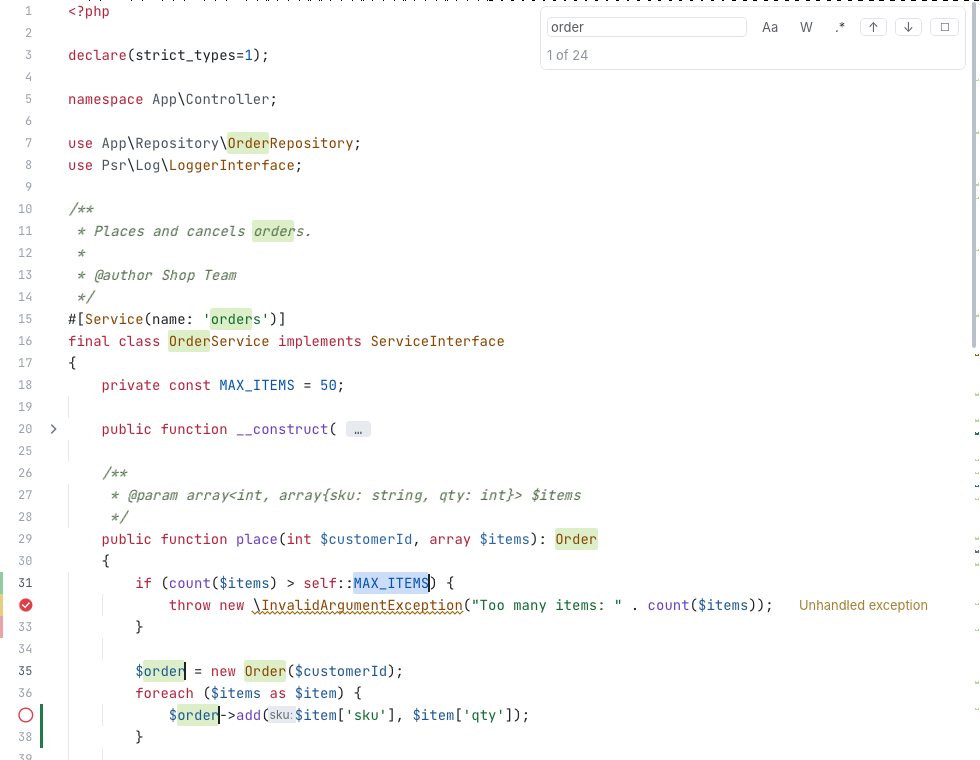 1 <?php
order
Aa W .* ↑ ↓ □
2
3 declare(strict_types=1);
1 of 24
4
5 namespace App\Controller;
6
7 use App\Repository\OrderRepository;
8 use Psr\Log\LoggerInterface;
9
10 /**
11  * Places and cancels orders.
12  *
13  * @author Shop Team
14  */
15 #[Service(name: 'orders')]
16 final class OrderService implements ServiceInterface
17 {
18     private const MAX_ITEMS = 50;
19
20     public function __construct( …
25
26     /**
27      * @param array<int, array{sku: string, qty: int}> $items
28      */
29     public function place(int $customerId, array $items): Order
30     {
31         if (count($items) > self::MAX_ITEMS) {
            throw new \InvalidArgumentException("Too many items: " . count($items)); Unhandled exception
33         }
34
35         $order = new Order($customerId);
36         foreach ($items as $item) {
            $order->add(sku: $item['sku'], $item['qty']);
38         }
39